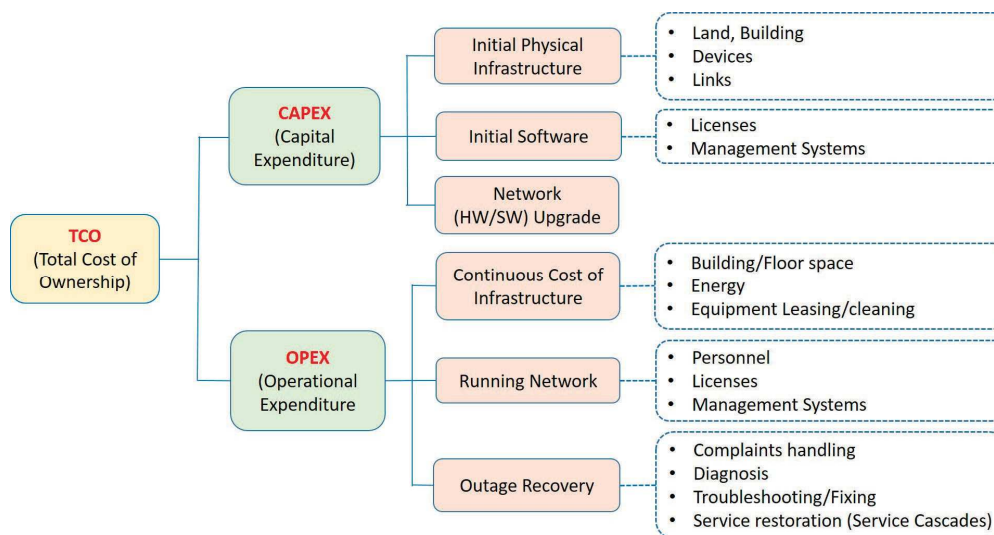 TCO
(Total Cost of
Ownership)
CAPEX
(Capital
Expenditure)
Initial Physical
Infrastructure
• Land, Building
• Devices
• Links
Initial Software
• Licenses
• Management Systems
Network
(HW/SW) Upgrade
OPEX
(Operational
Expenditure
Continuous Cost of
Infrastructure
• Building/Floor space
• Energy
• Equipment Leasing/cleaning
Running Network
• Personnel
• Licenses
• Management Systems
Outage Recovery
• Complaints handling
• Diagnosis
• Troubleshooting/Fixing
• Service restoration (Service Cascades)